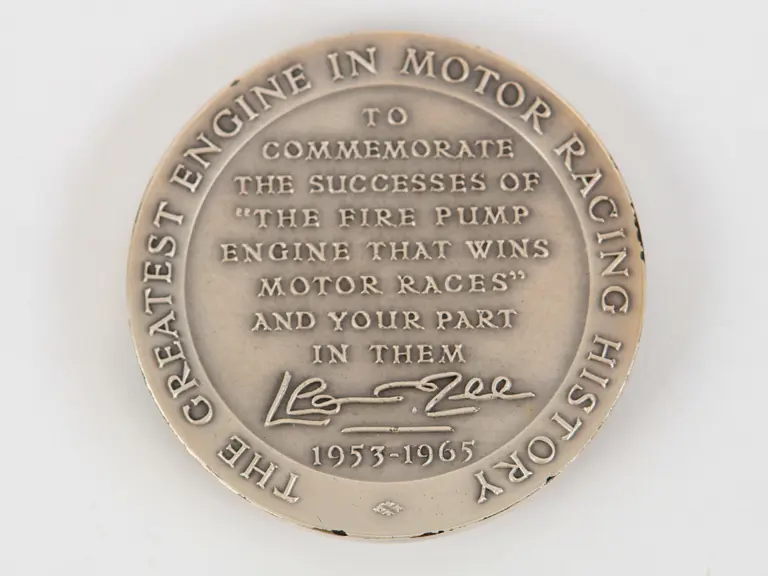 THE GREATEST ENGINE IN MOTOR RACING HISTORY
TO
COMMEMORATE
THE SUCCESSES OF
"THE FIRE PUMP
ENGINE THAT WINS
MOTOR RACES"
AND YOUR PART
IN THEM
1953-1965